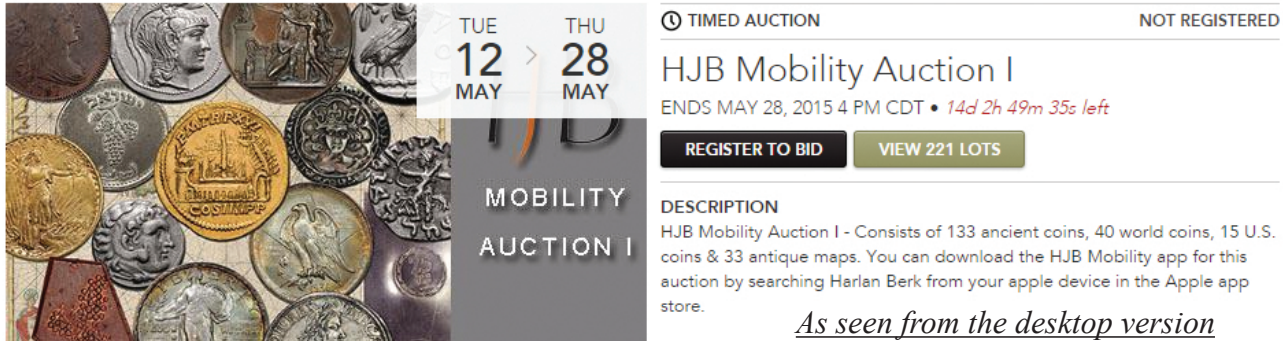 TUE
12
MAY
>
THU
28
MAY
HJB
MOBILITY
AUCTION I
TIMED AUCTION NOT REGISTERED
HJB Mobility Auction I
ENDS MAY 28, 2015 4 PM CDT • 14d 2h 49m 35s left
REGISTER TO BID VIEW 221 LOTS
DESCRIPTION
HJB Mobility Auction I - Consists of 133 ancient coins, 40 world coins, 15 U.S.
coins & 33 antique maps. You can download the HJB Mobility app for this
auction by searching Harlan Berk from your apple device in the Apple app
store.
As seen from the desktop version